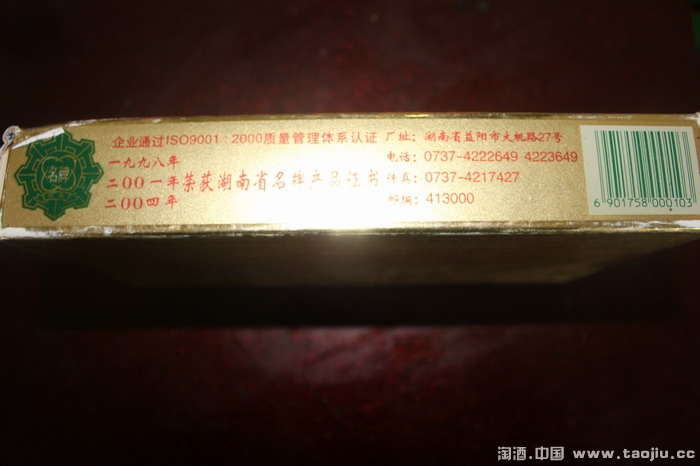 名牌
企业通过ISO9001：2000质量管理体系认证
一九九八年
二00一年荣获湖南省名牌产品证书
二00四年
厂址：湖南省益阳市大桃路27号
电话：0737-4222649 4223649
传真：0737-4217427
邮编：413000
6 901758 000103
淘酒.中国 www.taojiu.cc